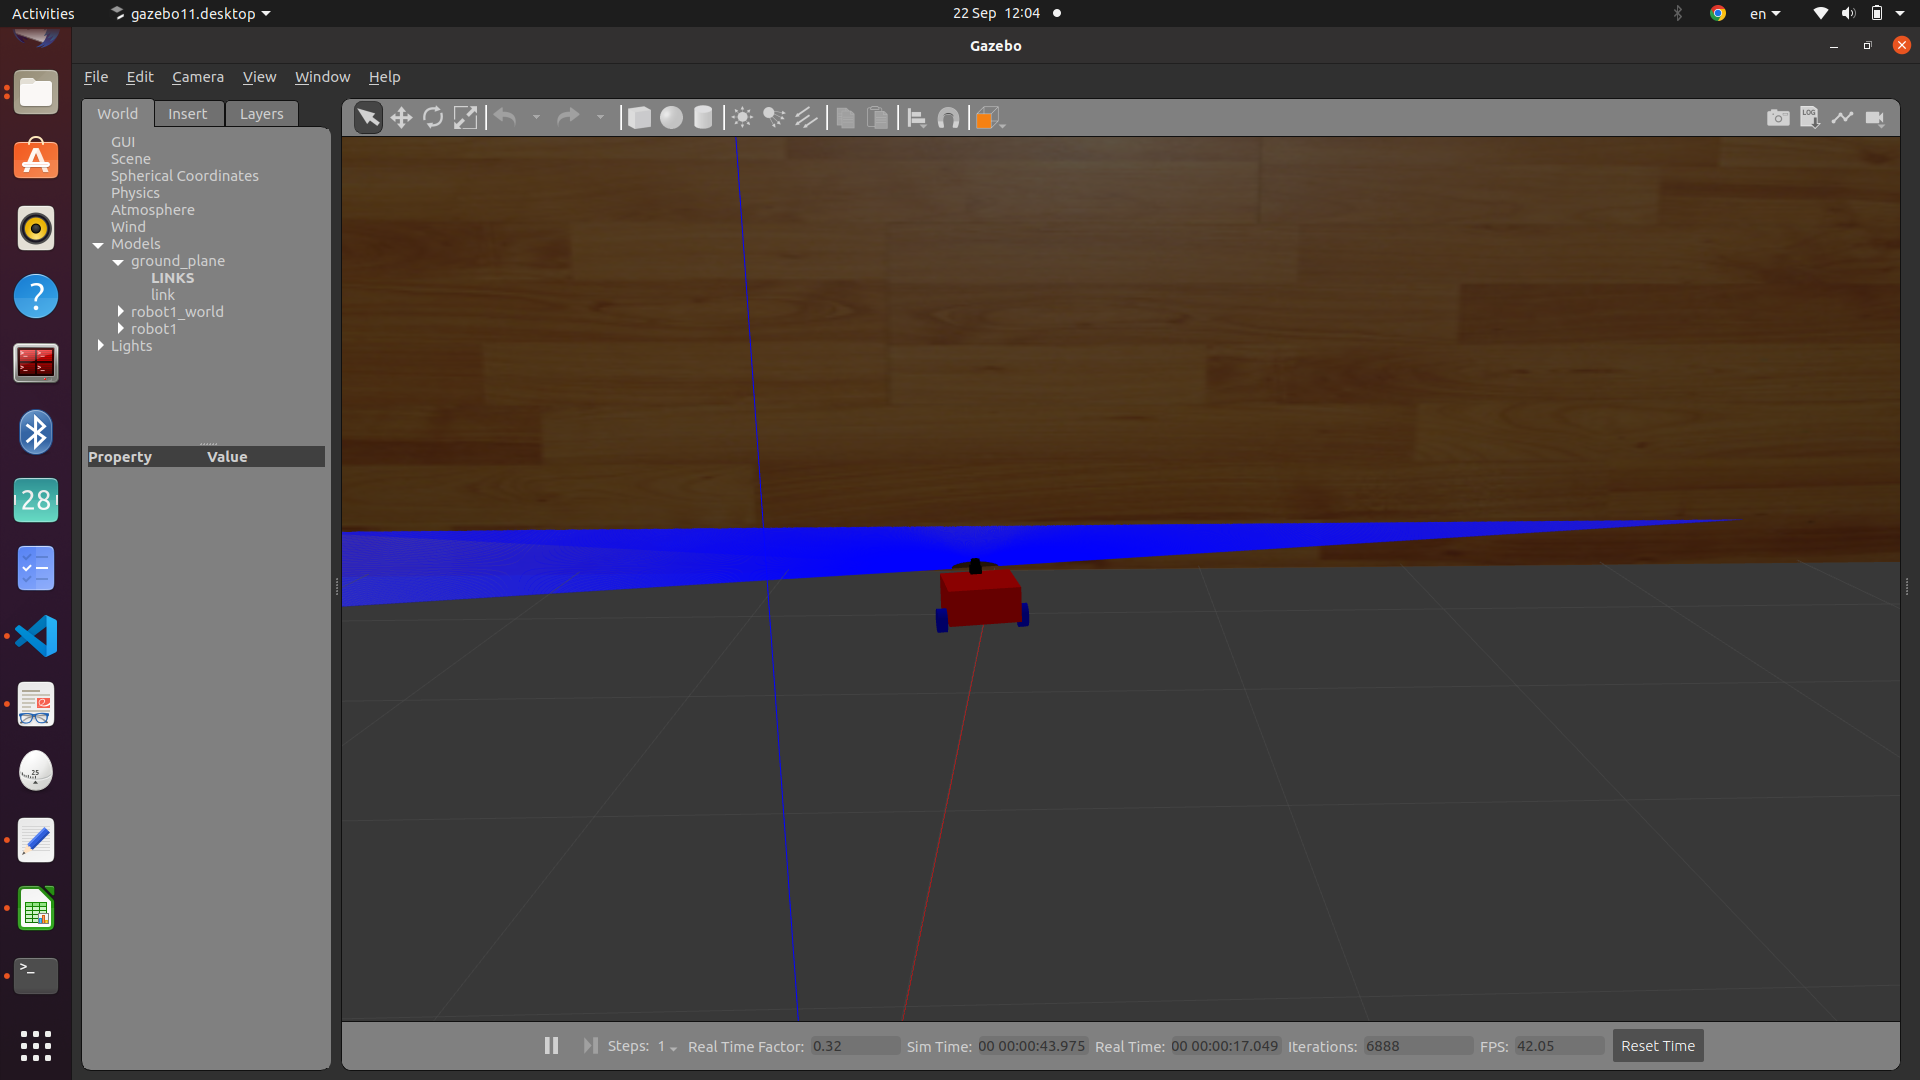 Activities gazebo11.desktop 22 Sep 12:04 en
Gazebo
File Edit Camera View Window Help
World Insert Layers
LOG
GUI
Scene
Spherical Coordinates
Physics
Atmosphere
Wind
Models
ground_plane
LINKS
link
robot1_world
robot1
Lights
Property Value
28
25
Steps: 1 Real Time Factor: 0.32 Sim Time: 00 00:00:43.975 Real Time: 00 00:00:17.049 Iterations: 6888 FPS: 42.05 Reset Time